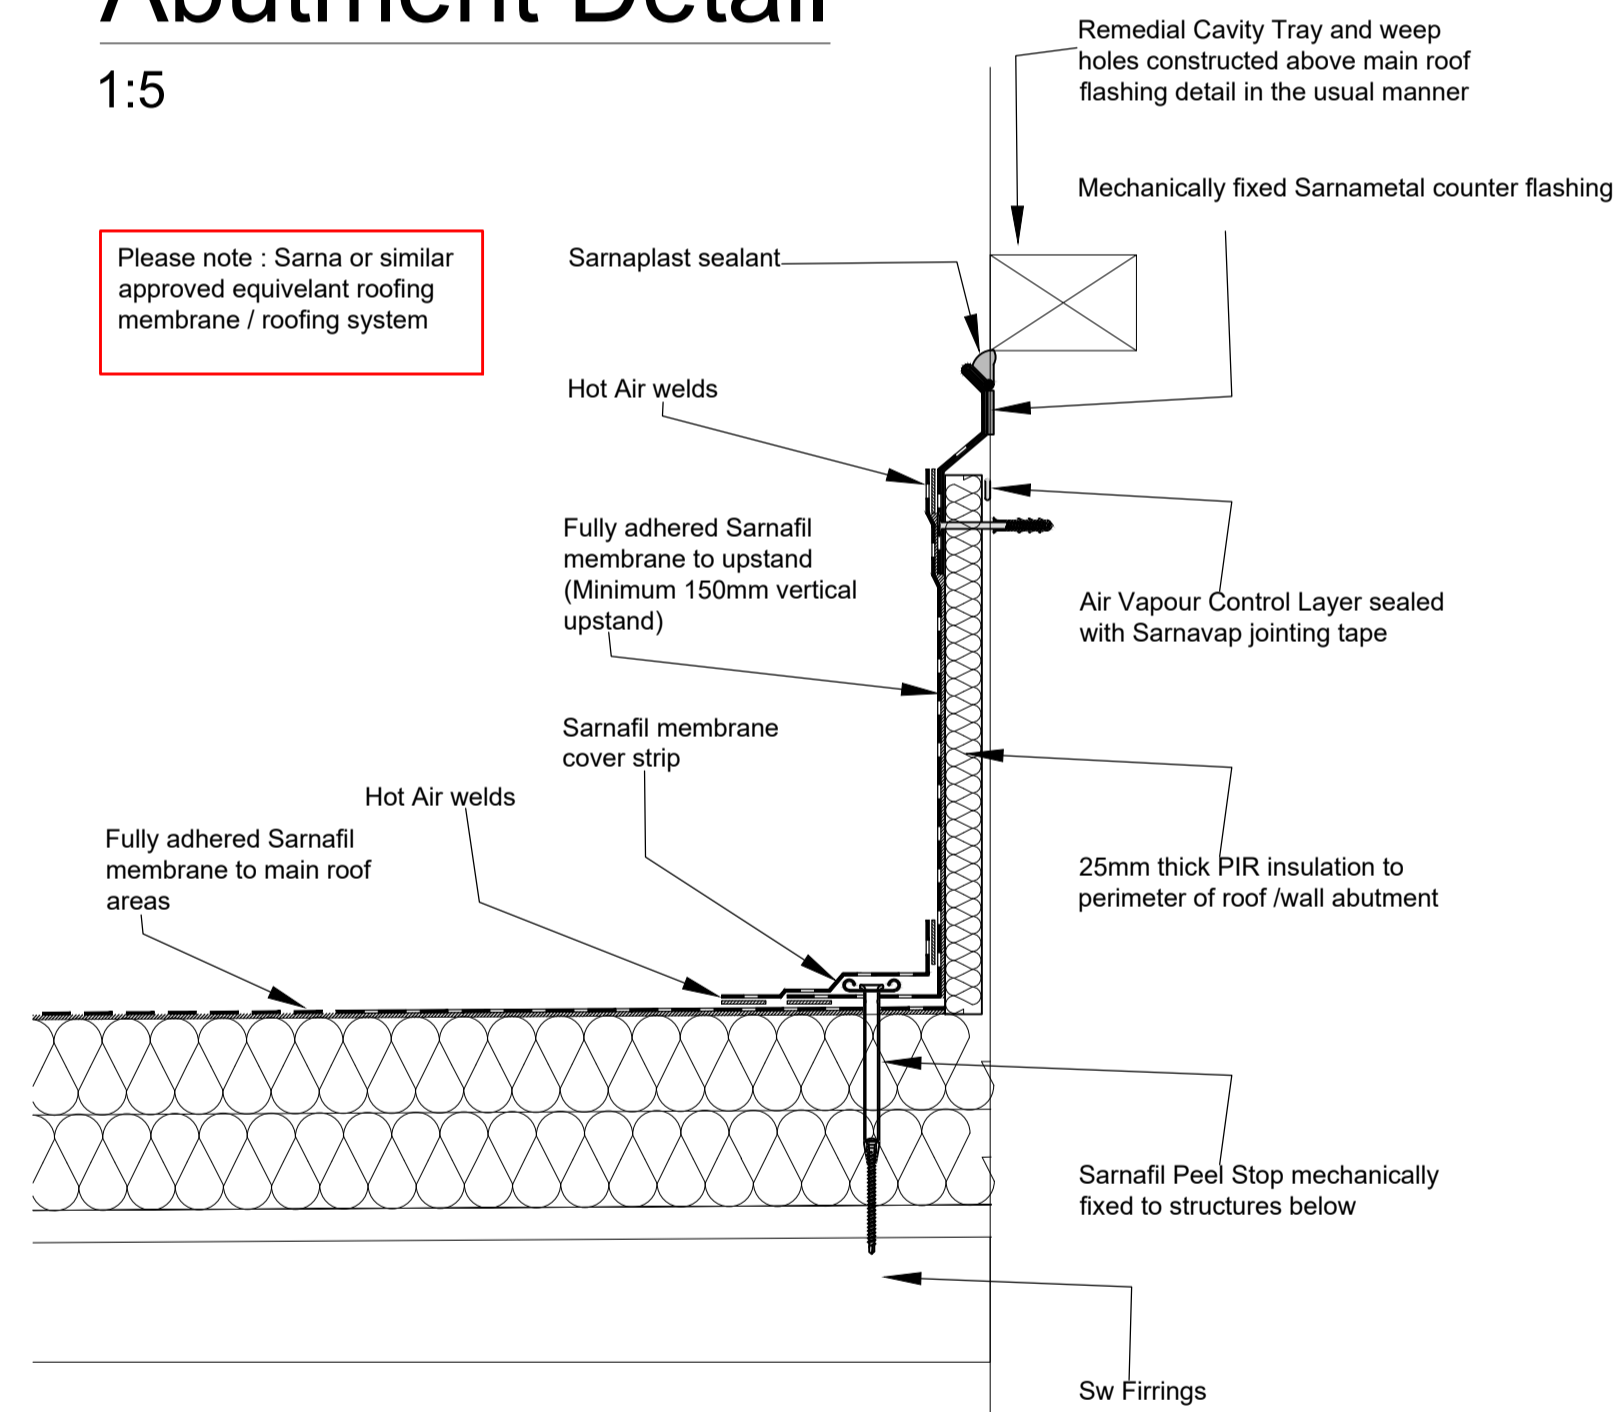 Abutment Detail
1:5
Please note : Sarna or similar
approved equivelant roofing
membrane / roofing system
Remedial Cavity Tray and weep
holes constructed above main roof
flashing detail in the usual manner
Mechanically fixed Sarnametal counter flashing
Sarnaplast sealant
Hot Air welds
Fully adhered Sarnafil
membrane to upstand
(Minimum 150mm vertical
upstand)
Air Vapour Control Layer sealed
with Sarnavap jointing tape
Sarnafil membrane
cover strip
Hot Air welds
Fully adhered Sarnafil
membrane to main roof
areas
25mm thick PIR insulation to
perimeter of roof /wall abutment
Sarnafil Peel Stop mechanically
fixed to structures below
Sw Firrings